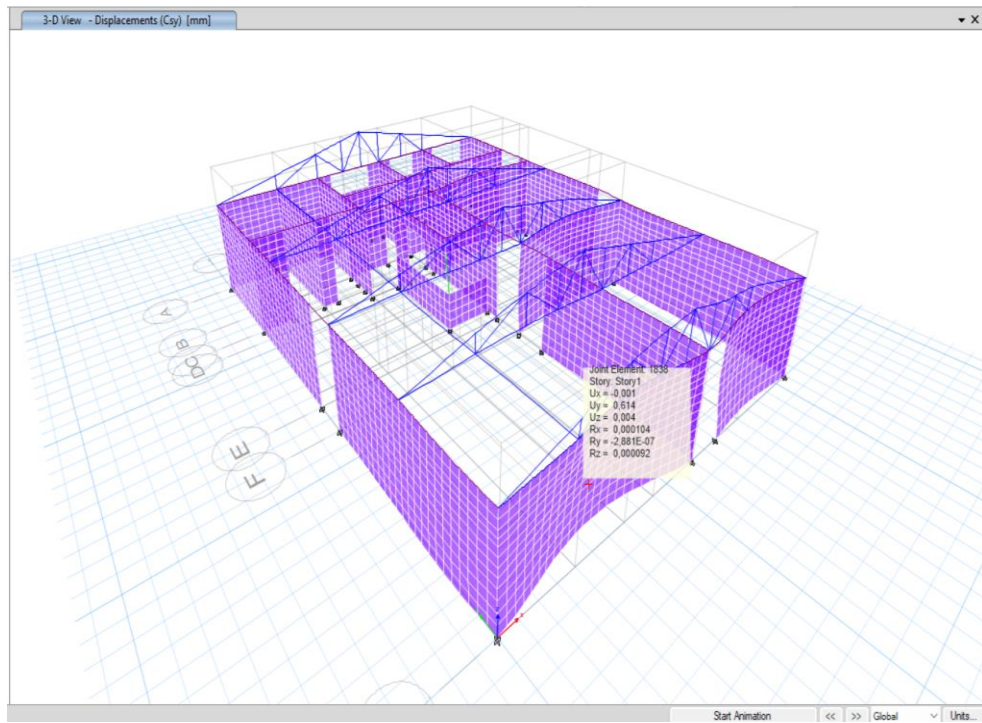 3-D View - Displacements (Csy) [mm]
A
B
DC
E
F
Joint Element: 1838
Story: Story1
Ux = -0,001
Uy = 0,614
Uz = 0,004
Rx = 0,000104
Ry = -2,881E-07
Rz = 0,000092
Start Animation << >> Global Units...